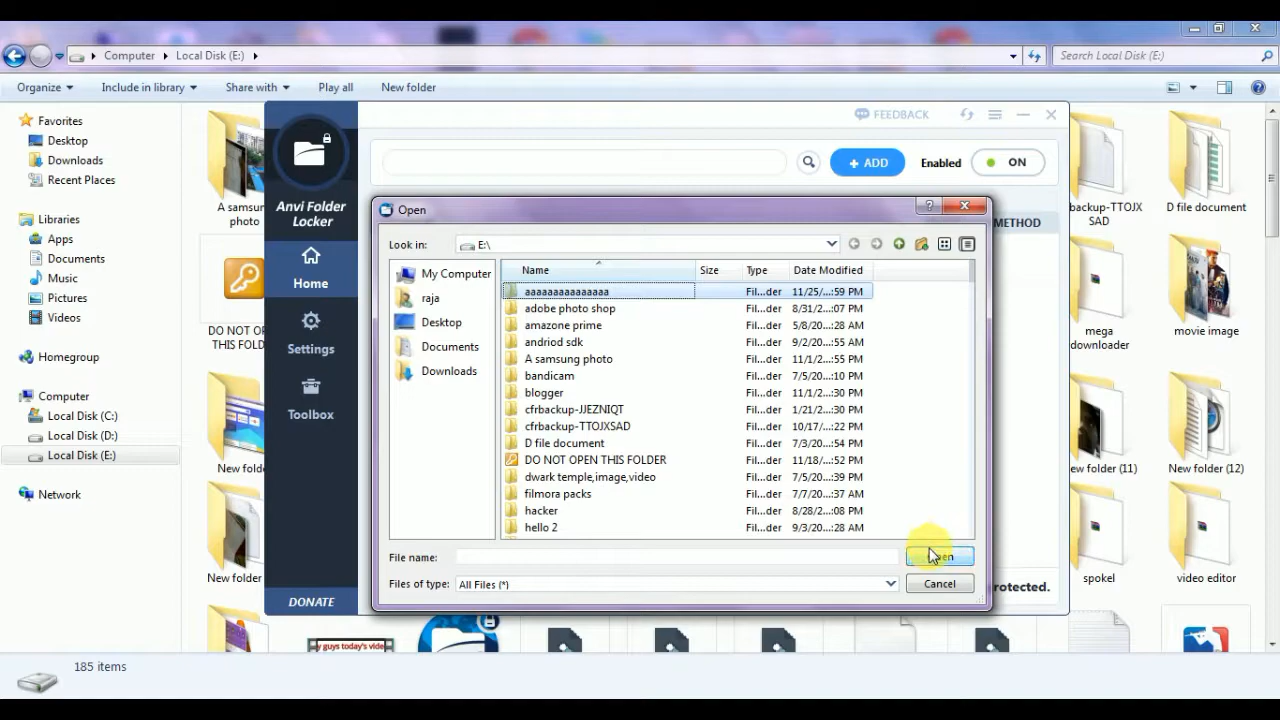 Computer
Local Disk (E:)
Search Local Disk (E:)
Organize
Include in library
Share with
Play all
New folder
Favorites
Desktop
Downloads
Recent Places
Libraries
Apps
Documents
Music
Pictures
Videos
Homegroup
Computer
Local Disk (C:)
Local Disk (D:)
Local Disk (E:)
Network
A samsu
photo
DO NOT OP
THIS FOLD
New folde
New folder
Anvi Folder
Locker
Home
Settings
Toolbox
DONATE
FEEDBACK
+ ADD
Enabled
ON
METHOD
Open
?
Look in:
E:\
My Computer
raja
Desktop
Documents
Downloads
Name
Size
Type
Date Modified
aaaaaaaaaaaaaaa Fil...der 11/25/...:59 PM
adobe photo shop Fil...der 8/31/2...:07 PM
amazone prime Fil...der 5/8/20...:28 AM
andriod sdk Fil...der 9/2/20...:55 AM
A samsung photo Fil...der 11/1/2...:55 PM
bandicam Fil...der 7/5/20...:10 PM
blogger Fil...der 11/1/2...:30 PM
cfrbackup-JJEZNIQT Fil...der 1/21/2...:30 PM
cfrbackup-TTOJXSAD Fil...der 10/17/...:22 PM
D file document Fil...der 7/3/20...:54 PM
DO NOT OPEN THIS FOLDER Fil...der 11/18/...:52 PM
dwark temple,image,video Fil...der 7/5/20...:39 PM
filmora packs Fil...der 7/7/20...:37 AM
hacker Fil...der 8/28/2...:08 PM
hello 2 Fil...der 9/3/20...:28 AM
File name:
Open
Files of type:
All Files (*)
Cancel
rotected.
backup-TTOJX
SAD
D file document
mega
downloader
movie image
ew folder (11)
New folder (12)
spokel
video editor
y guys today's vide
185 items